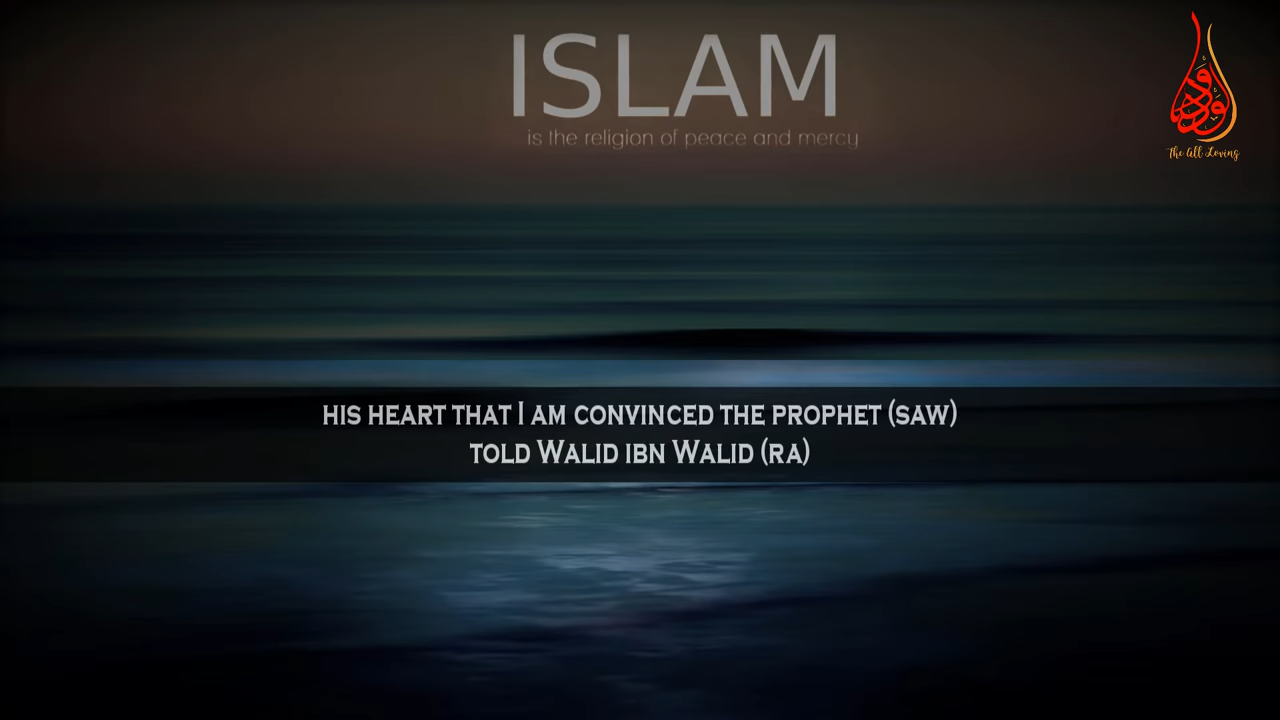 ISLAM
is the religion of peace and mercy
الودود
The All Loving
HIS HEART THAT I AM CONVINCED THE PROPHET (SAW)
TOLD WALID IBN WALID (RA)